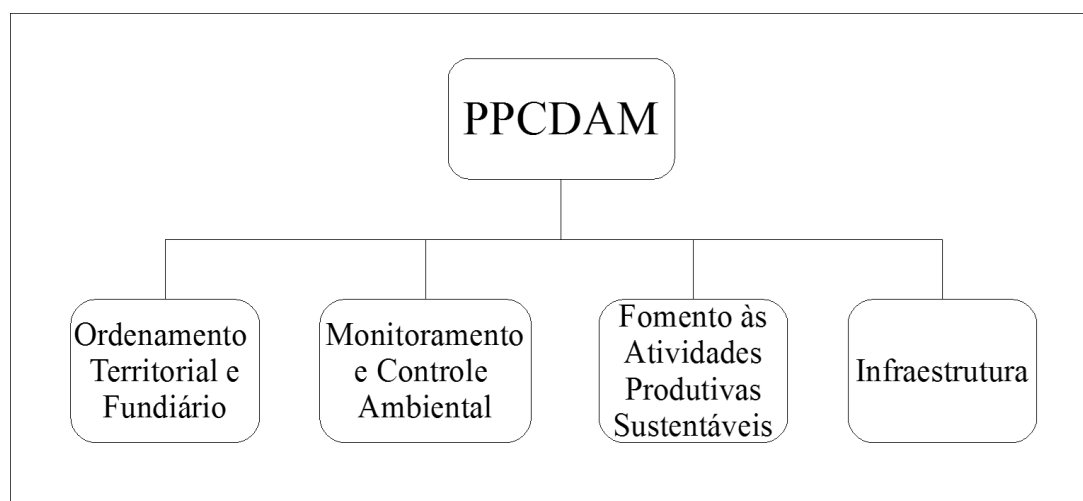 PPCDAM
Ordenamento
Territorial e
Fundiário
Monitoramento
e Controle
Ambiental
Fomento às
Atividades
Produtivas
Sustentáveis
Infraestrutura